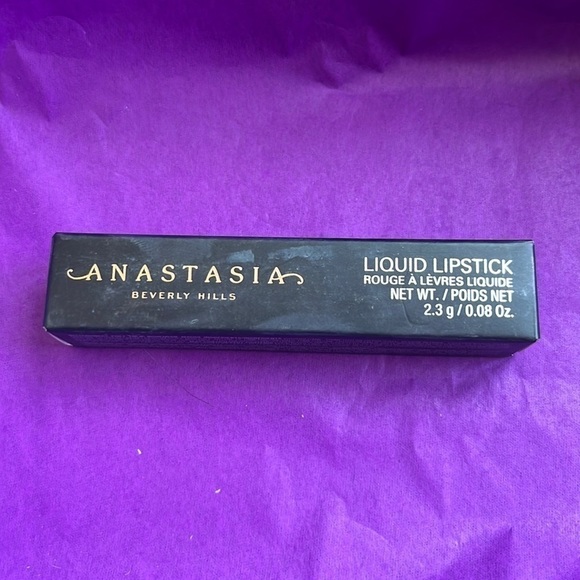 ANASTASIA
BEVERLY HILLS
LIQUID LIPSTICK
ROUGE À LÈVRES LIQUIDE
NET WT. / POIDS NET
2.3 g / 0.08 Oz.